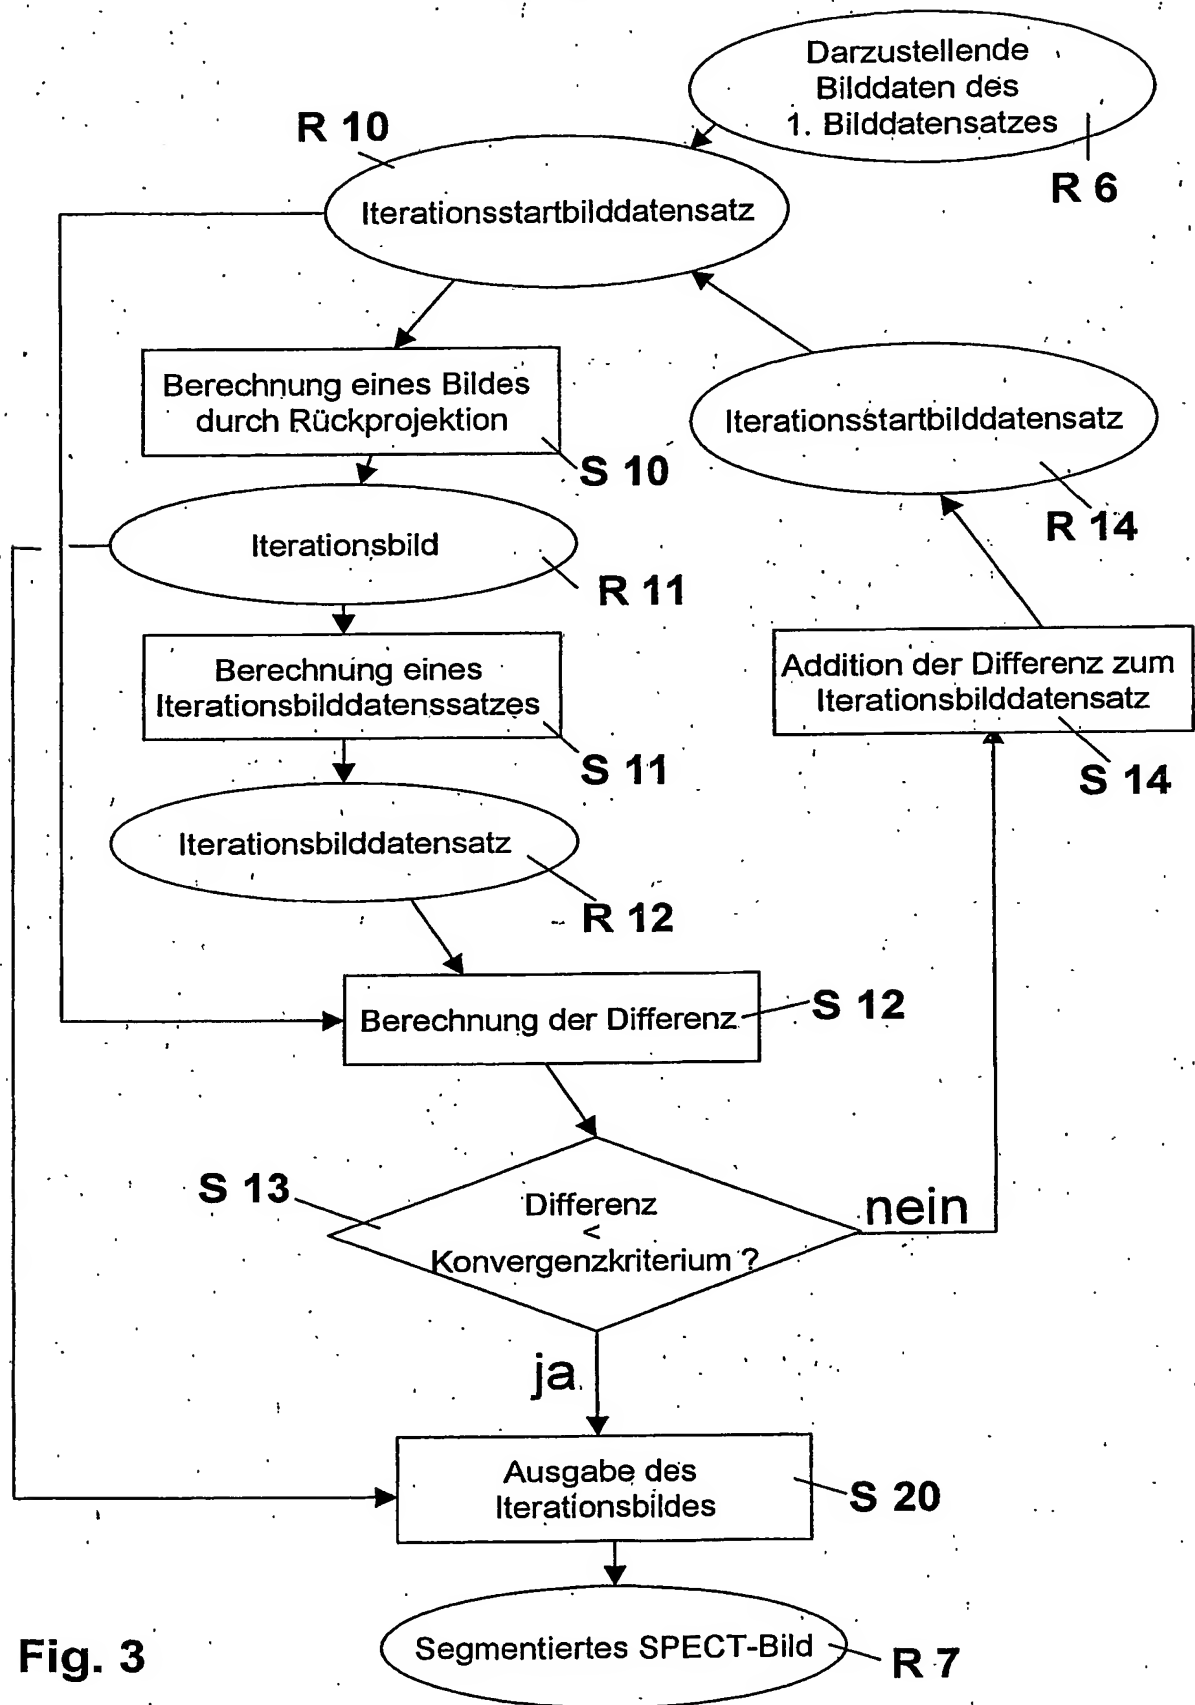 Darzustellende
Bilddaten des
1. Bilddatensatzes
R 6
R 10
Iterationsstartbilddatensatz
Berechnung eines Bildes
durch Rückprojektion
S 10
Iterationsstartbilddatensatz
R 14
Iterationsbild
R 11
Berechnung eines
Iterationsbilddatenssatzes
S 11
Addition der Differenz zum
Iterationsbilddatensatz
S 14
Iterationsbilddatensatz
R 12
Berechnung der Differenz
S 12
S 13
Differenz
<
Konvergenzkriterium ?
nein
ja
Ausgabe des
Iterationsbildes
S 20
Segmentiertes SPECT-Bild
R 7
Fig. 3